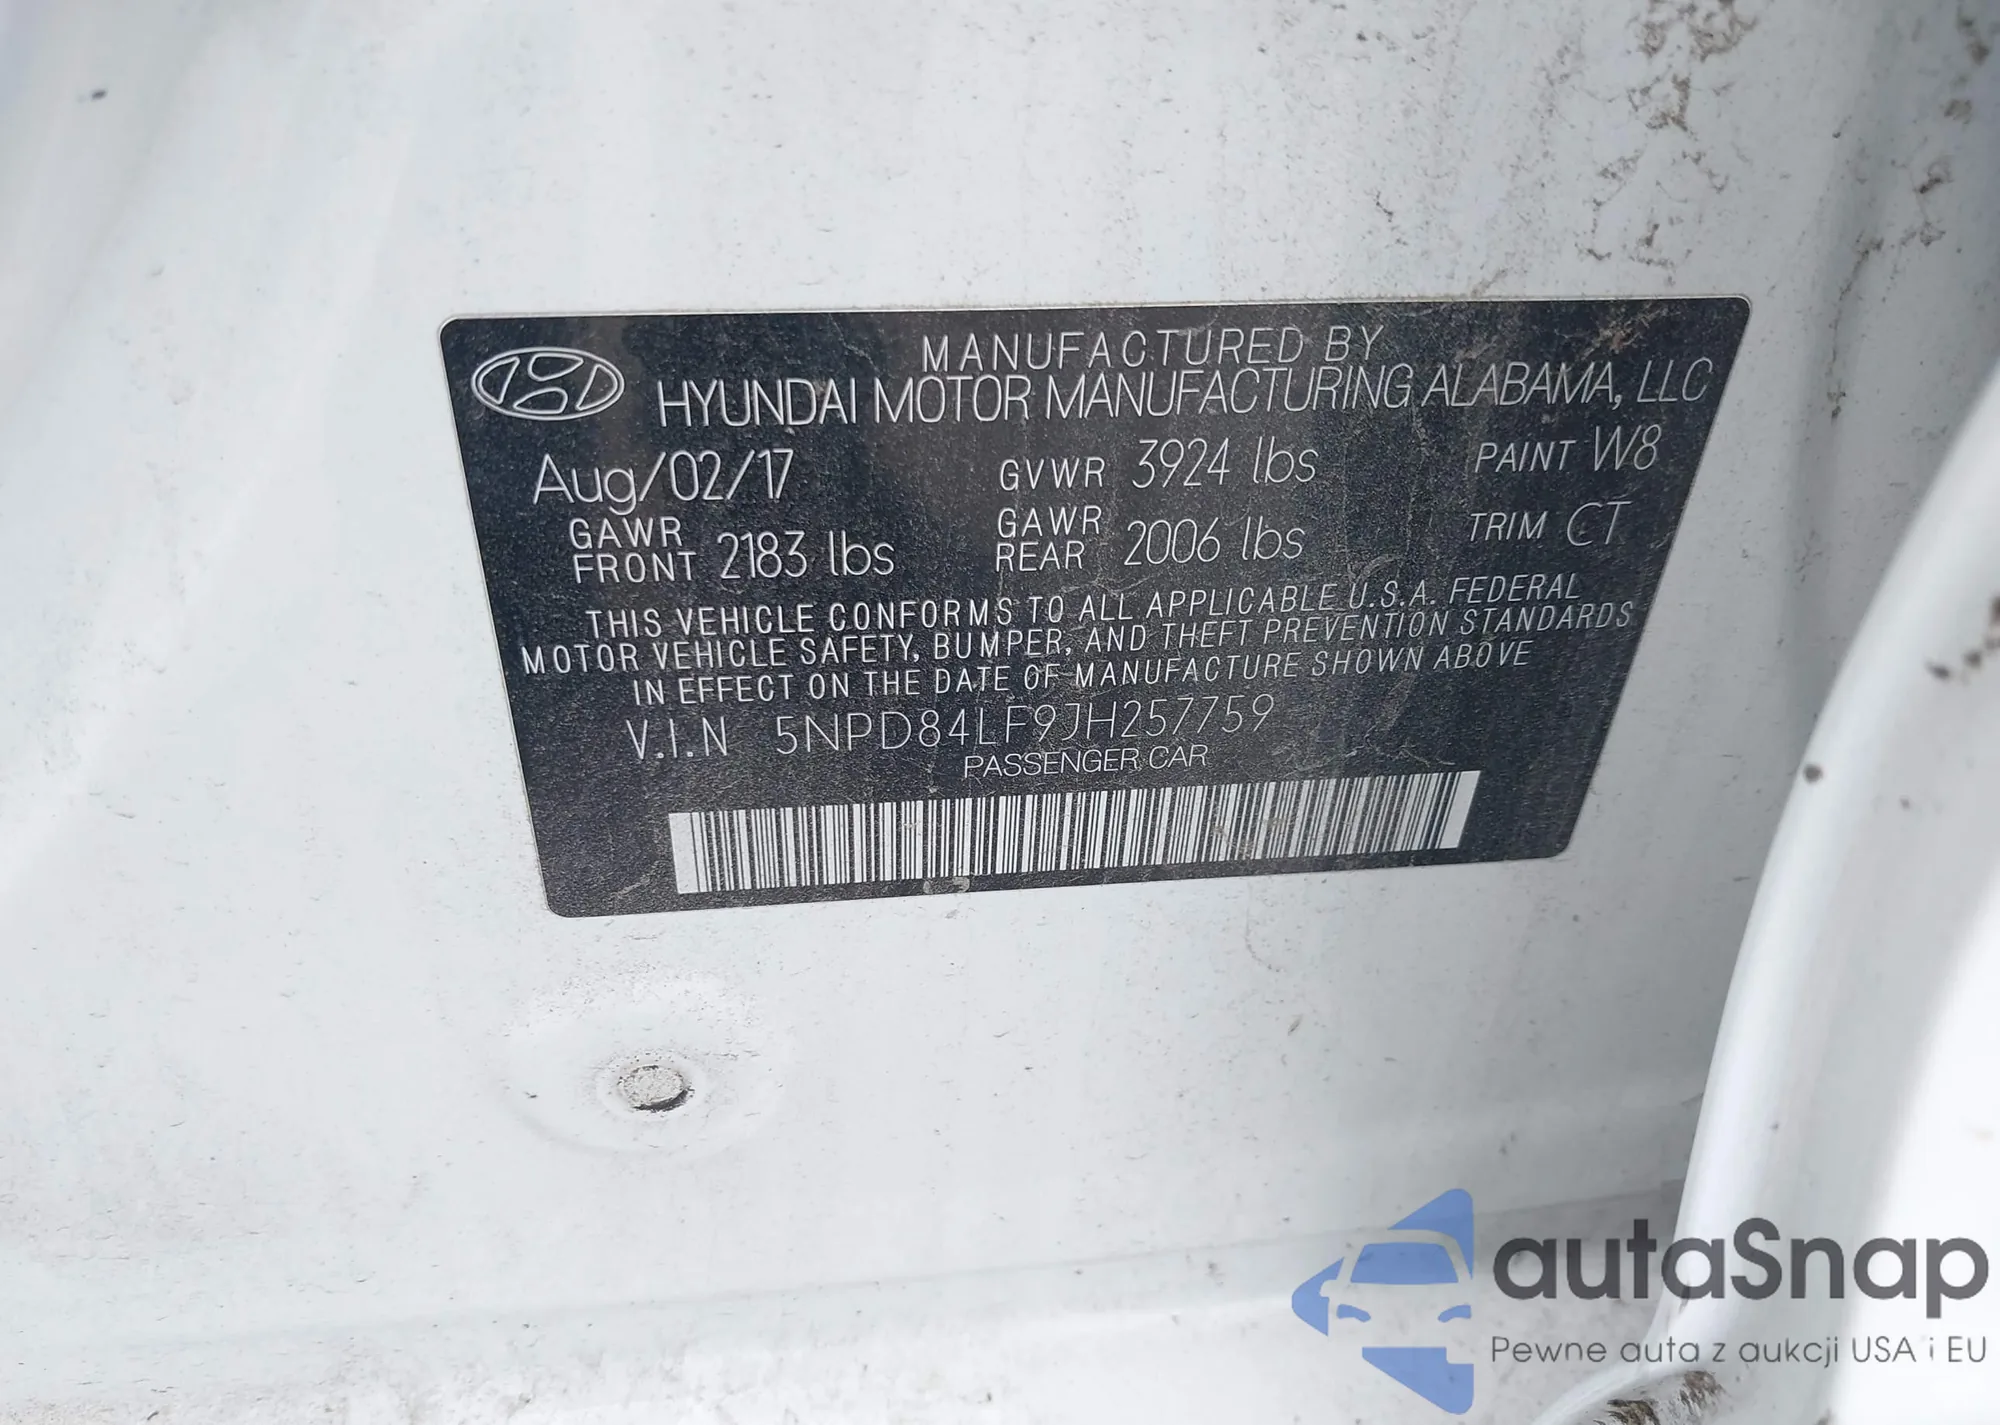 MANUFACTURED BY
HYUNDAI MOTOR MANUFACTURING ALABAMA, LLC
Aug/02/17 GVWR 3924 lbs PAINT W8
GAWR FRONT 2183 lbs GAWR REAR 2006 lbs TRIM CT
THIS VEHICLE CONFORMS TO ALL APPLICABLE U.S.A. FEDERAL
MOTOR VEHICLE SAFETY, BUMPER, AND THEFT PREVENTION STANDARDS
IN EFFECT ON THE DATE OF MANUFACTURE SHOWN ABOVE
V.I.N 5NPD84LF9JH257759
PASSENGER CAR
autaSnap
Pewne auta z aukcji USA i EU